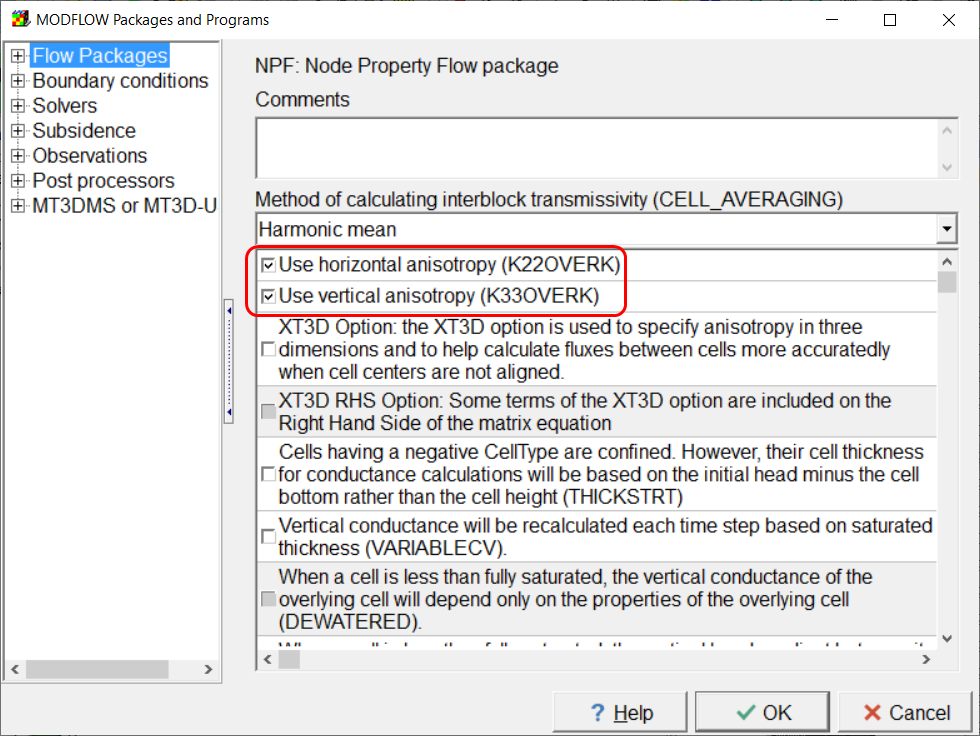 MODFLOW Packages and Programs
Flow Packages
Boundary conditions
Solvers
Subsidence
Observations
Post processors
MT3DMS or MT3D-U
NPF: Node Property Flow package
Comments
Method of calculating interblock transmissivity (CELL_AVERAGING)
Harmonic mean
Use horizontal anisotropy (K22OVERK)
Use vertical anisotropy (K33OVERK)
XT3D Option: the XT3D option is used to specify anisotropy in three
dimensions and to help calculate fluxes between cells more accuratedly
when cell centers are not aligned.
XT3D RHS Option: Some terms of the XT3D option are included on the
Right Hand Side of the matrix equation
Cells having a negative CellType are confined. However, their cell thickness
for conductance calculations will be based on the initial head minus the cell
bottom rather than the cell height (THICKSTRT)
Vertical conductance will be recalculated each time step based on saturated
thickness (VARIABLECV).
When a cell is less than fully saturated, the vertical conductance of the
overlying cell will depend only on the properties of the overlying cell
(DEWATERED).
? Help
OK
Cancel